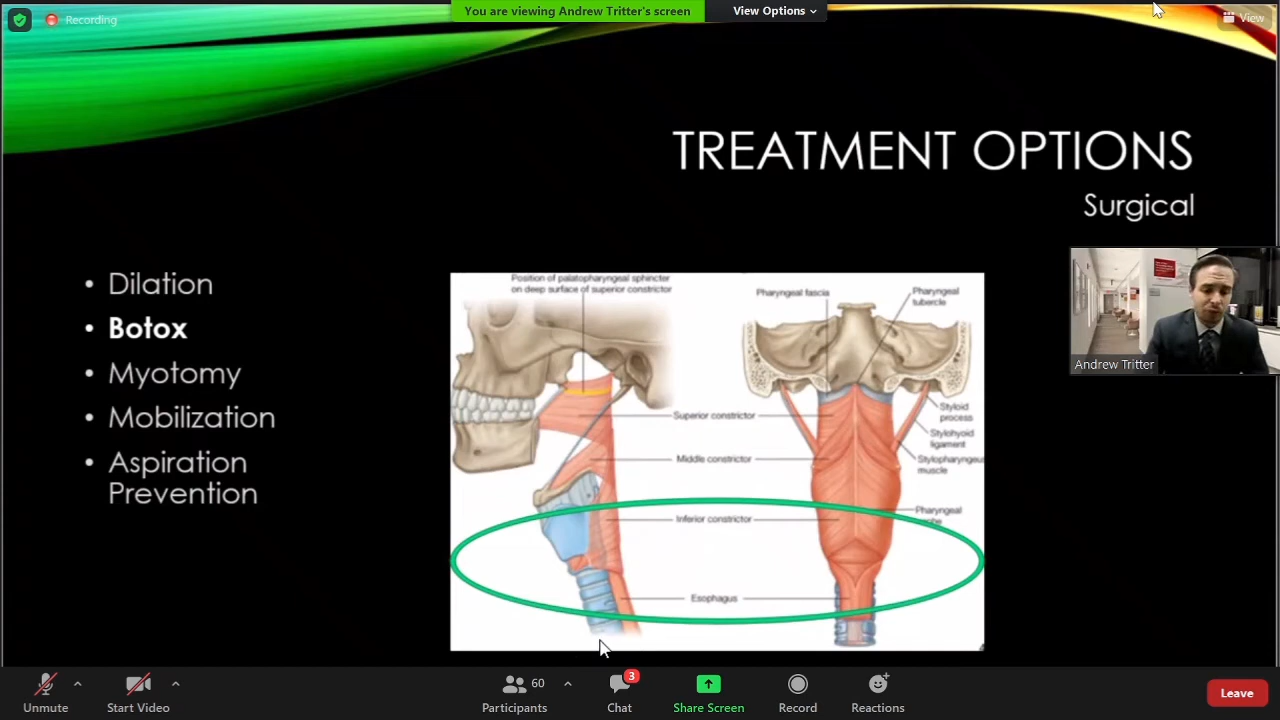 Recording
You are viewing Andrew Tritter's screen
View Options
View
TREATMENT OPTIONS
Surgical
• Dilation
• Botox
• Myotomy
• Mobilization
• Aspiration
Prevention
Position of palatopharyngeal sphincter
on deep surface of superior constrictor
Pharyngeal fascia
Pharyngeal
tubercle
Superior constrictor
Styloid
process
Stylohyoid
ligament
Middle constrictor
Stylopharyngeus
muscle
Pharyngeal
Inferior constrictor
Esophagus
Andrew Tritter
Unmute
Start Video
60
Participants
3
Chat
Share Screen
Record
Reactions
Leave